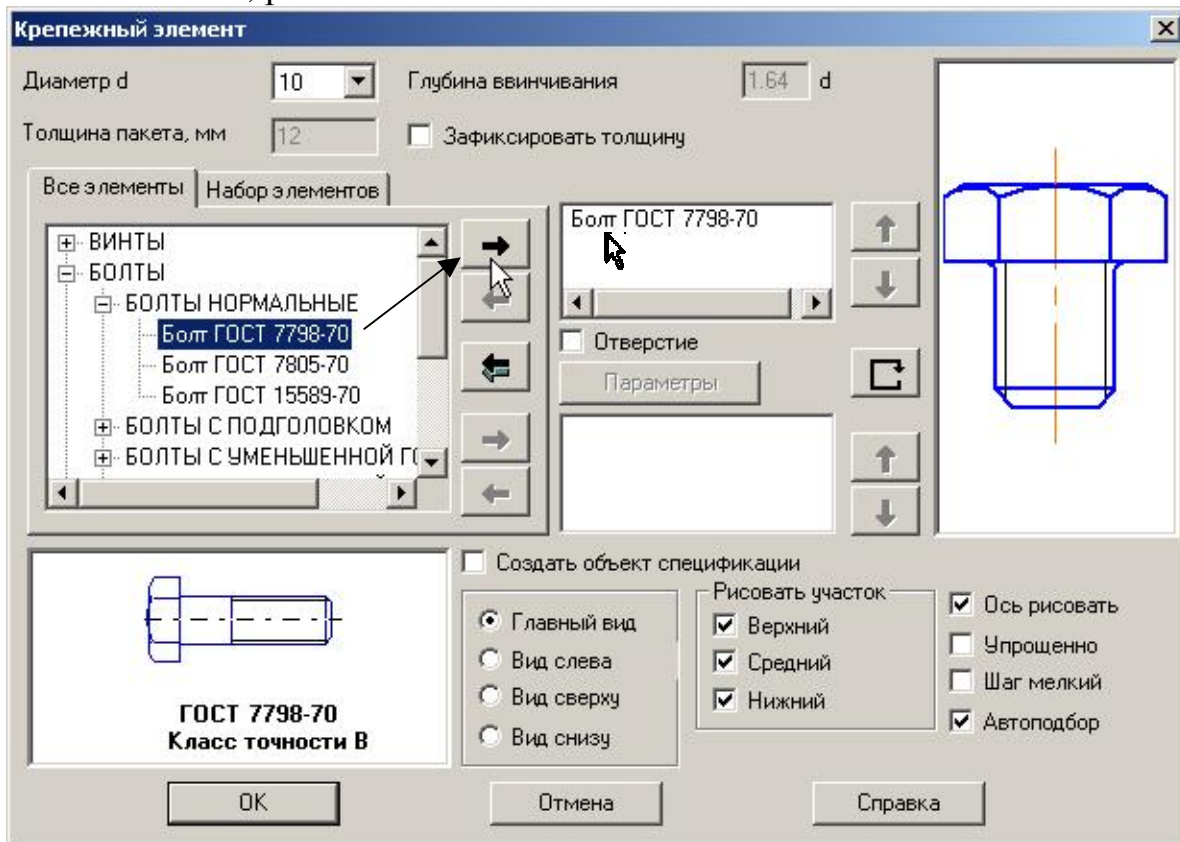 Крепежный элемент
Диаметр d 10 Глубина ввинчивания 1.64 d
Толщина пакета, мм 12 Зафиксировать толщину
Все элементы Набор элементов
ВИНТЫ
БОЛТЫ
БОЛТЫ НОРМАЛЬНЫЕ
Болт ГОСТ 7798-70
Болт ГОСТ 7805-70
Болт ГОСТ 15589-70
БОЛТЫ С ПОДГОЛОВКОМ
БОЛТЫ С УМЕНЬШЕННОЙ
Болт ГОСТ 7798-70
Отверстие
Параметры
ГОСТ 7798-70
Класс точности В
Создать объект спецификации
Главный вид
Вид слева
Вид сверху
Вид снизу
Рисовать участок
Верхний
Средний
Нижний
Ось рисовать
Упрощенно
Шаг мелкий
Автоподбор
OK Отмена Справка